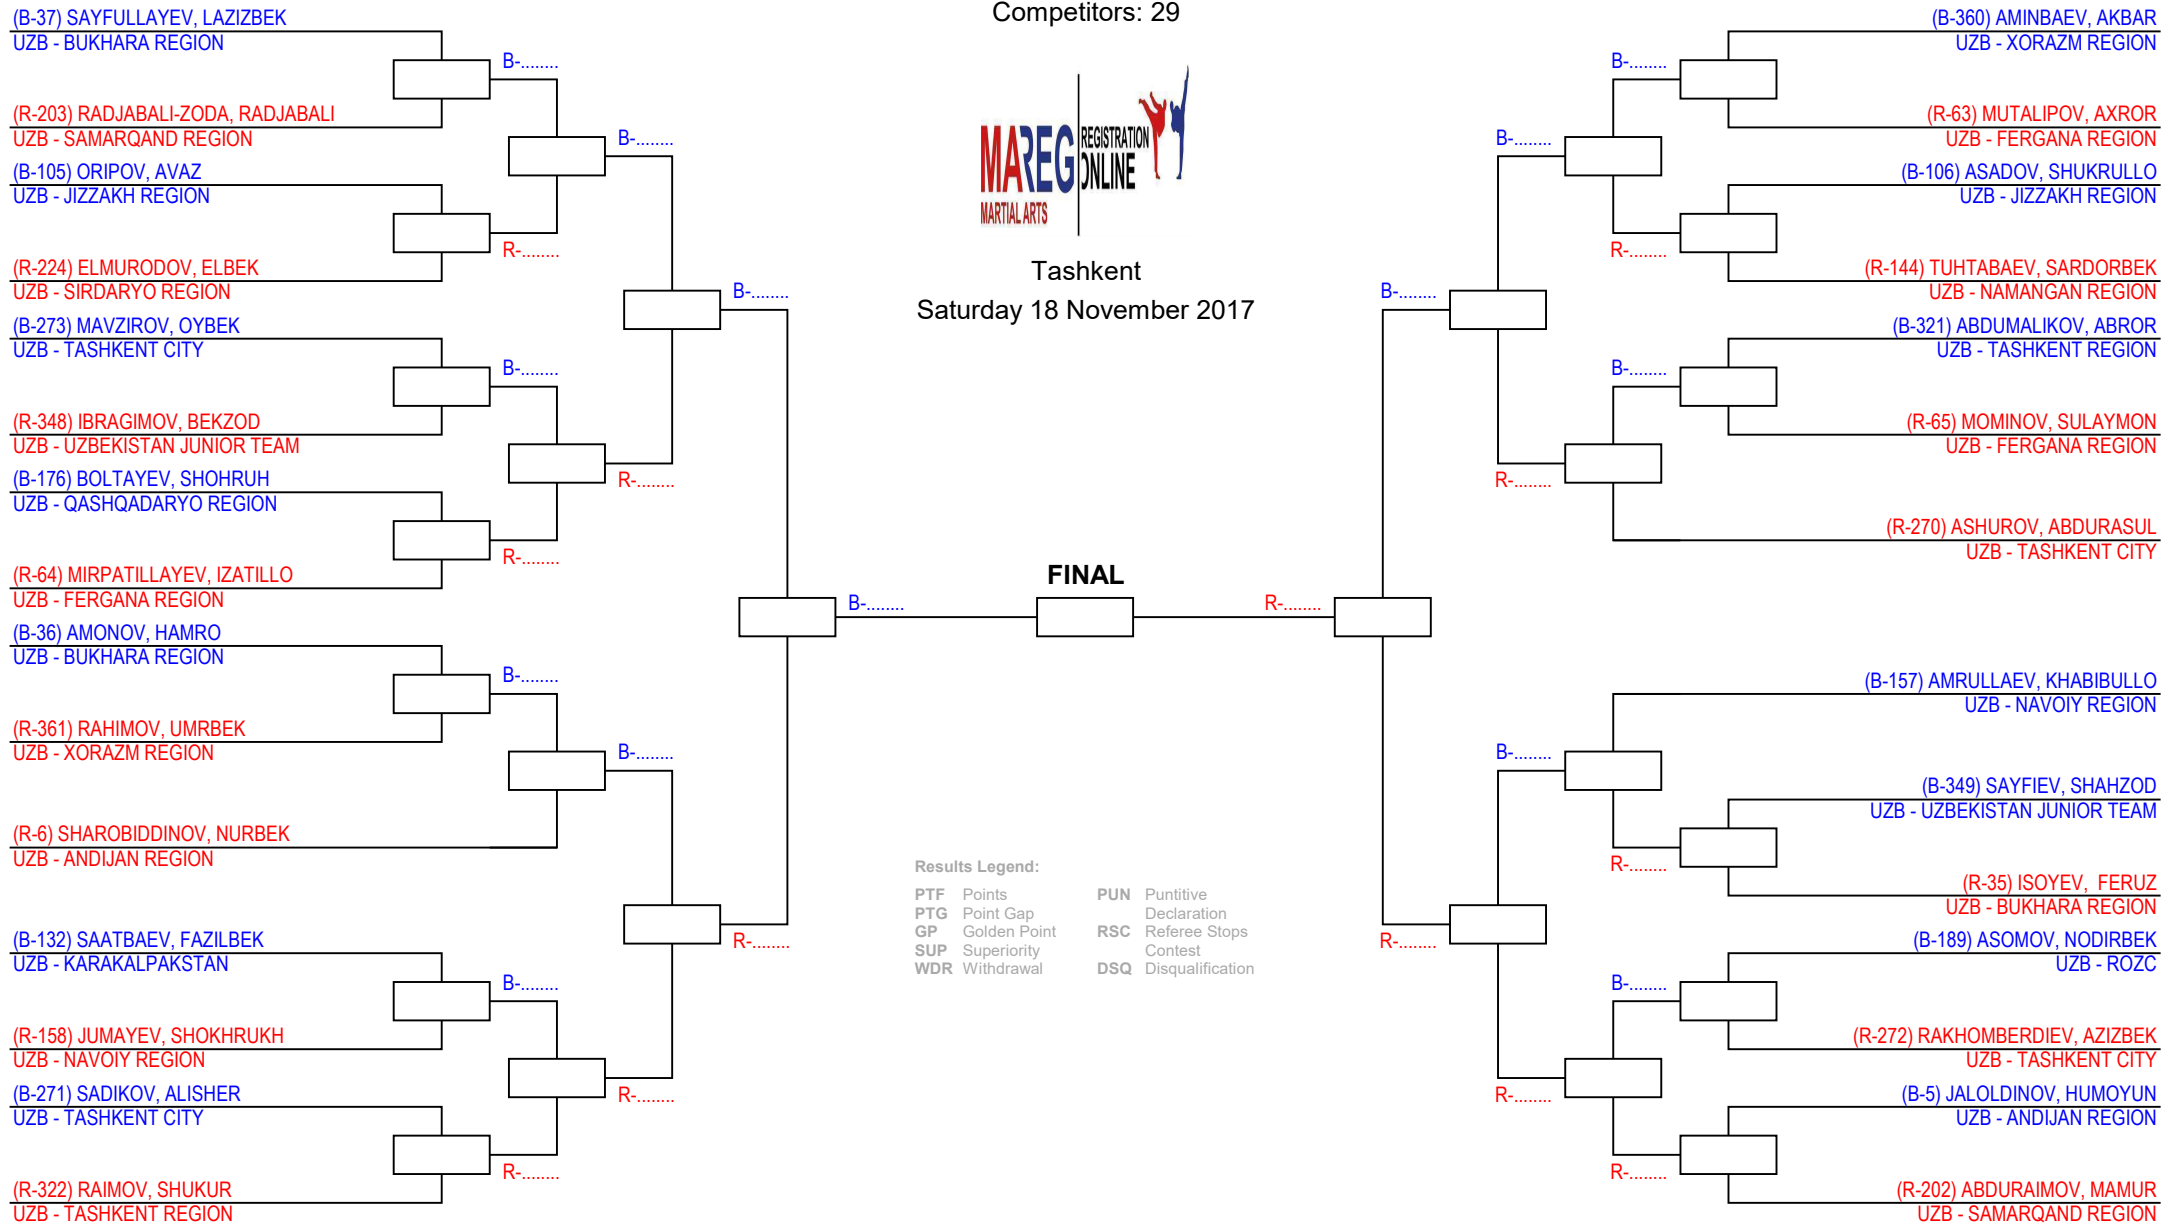 (B-37) SAYFULLAYEV, LAZIZBEK
UZB - BUKHARA REGION
B-........
(R-203) RADJABALI-ZODA, RADJABALI
UZB - SAMARQAND REGION
B-........
(B-105) ORIPOV, AVAZ
UZB - JIZZAKH REGION
R-........
(R-224) ELMURODOV, ELBEK
UZB - SIRDARYO REGION
B-........
(B-273) MAVZIROV, OYBEK
UZB - TASHKENT CITY
B-........
(R-348) IBRAGIMOV, BEKZOD
UZB - UZBEKISTAN JUNIOR TEAM
R-........
(B-176) BOLTAYEV, SHOHRUH
UZB - QASHQADARYO REGION
R-........
(R-64) MIRPATILLAYEV, IZATILLO
UZB - FERGANA REGION
B-........
(B-36) AMONOV, HAMRO
UZB - BUKHARA REGION
B-........
(R-361) RAHIMOV, UMRBEK
UZB - XORAZM REGION
B-........
(R-6) SHAROBIDDINOV, NURBEK
UZB - ANDIJAN REGION
R-........
(B-132) SAATBAEV, FAZILBEK
UZB - KARAKALPAKSTAN
B-........
(R-158) JUMAYEV, SHOKHRUKH
UZB - NAVOIY REGION
R-........
(B-271) SADIKOV, ALISHER
UZB - TASHKENT CITY
R-........
(R-322) RAIMOV, SHUKUR
UZB - TASHKENT REGION
Competitors: 29
MAREG
MARTIAL ARTS
REGISTRATION
ONLINE
Tashkent
Saturday 18 November 2017
FINAL
Results Legend:
PTF Points
PTG Point Gap
GP Golden Point
SUP Superiority
WDR Withdrawal
PUN Puntitive
Declaration
RSC Referee Stops
Contest
DSQ Disqualification
(B-360) AMINBAEV, AKBAR
UZB - XORAZM REGION
B-........
(R-63) MUTALIPOV, AXROR
UZB - FERGANA REGION
B-........
(B-106) ASADOV, SHUKRULLO
UZB - JIZZAKH REGION
R-........
(R-144) TUHTABAEV, SARDORBEK
UZB - NAMANGAN REGION
B-........
(B-321) ABDUMALIKOV, ABROR
UZB - TASHKENT REGION
B-........
(R-65) MOMINOV, SULAYMON
UZB - FERGANA REGION
R-........
(R-270) ASHUROV, ABDURASUL
UZB - TASHKENT CITY
R-........
(B-157) AMRULLAEV, KHABIBULLO
UZB - NAVOIY REGION
B-........
(B-349) SAYFIEV, SHAHZOD
UZB - UZBEKISTAN JUNIOR TEAM
R-........
(R-35) ISOYEV, FERUZ
UZB - BUKHARA REGION
R-........
(B-189) ASOMOV, NODIRBEK
UZB - ROZC
B-........
(R-272) RAKHOMBERDIEV, AZIZBEK
UZB - TASHKENT CITY
R-........
(B-5) JALOLDINOV, HUMOYUN
UZB - ANDIJAN REGION
R-........
(R-202) ABDURAIMOV, MAMUR
UZB - SAMARQAND REGION